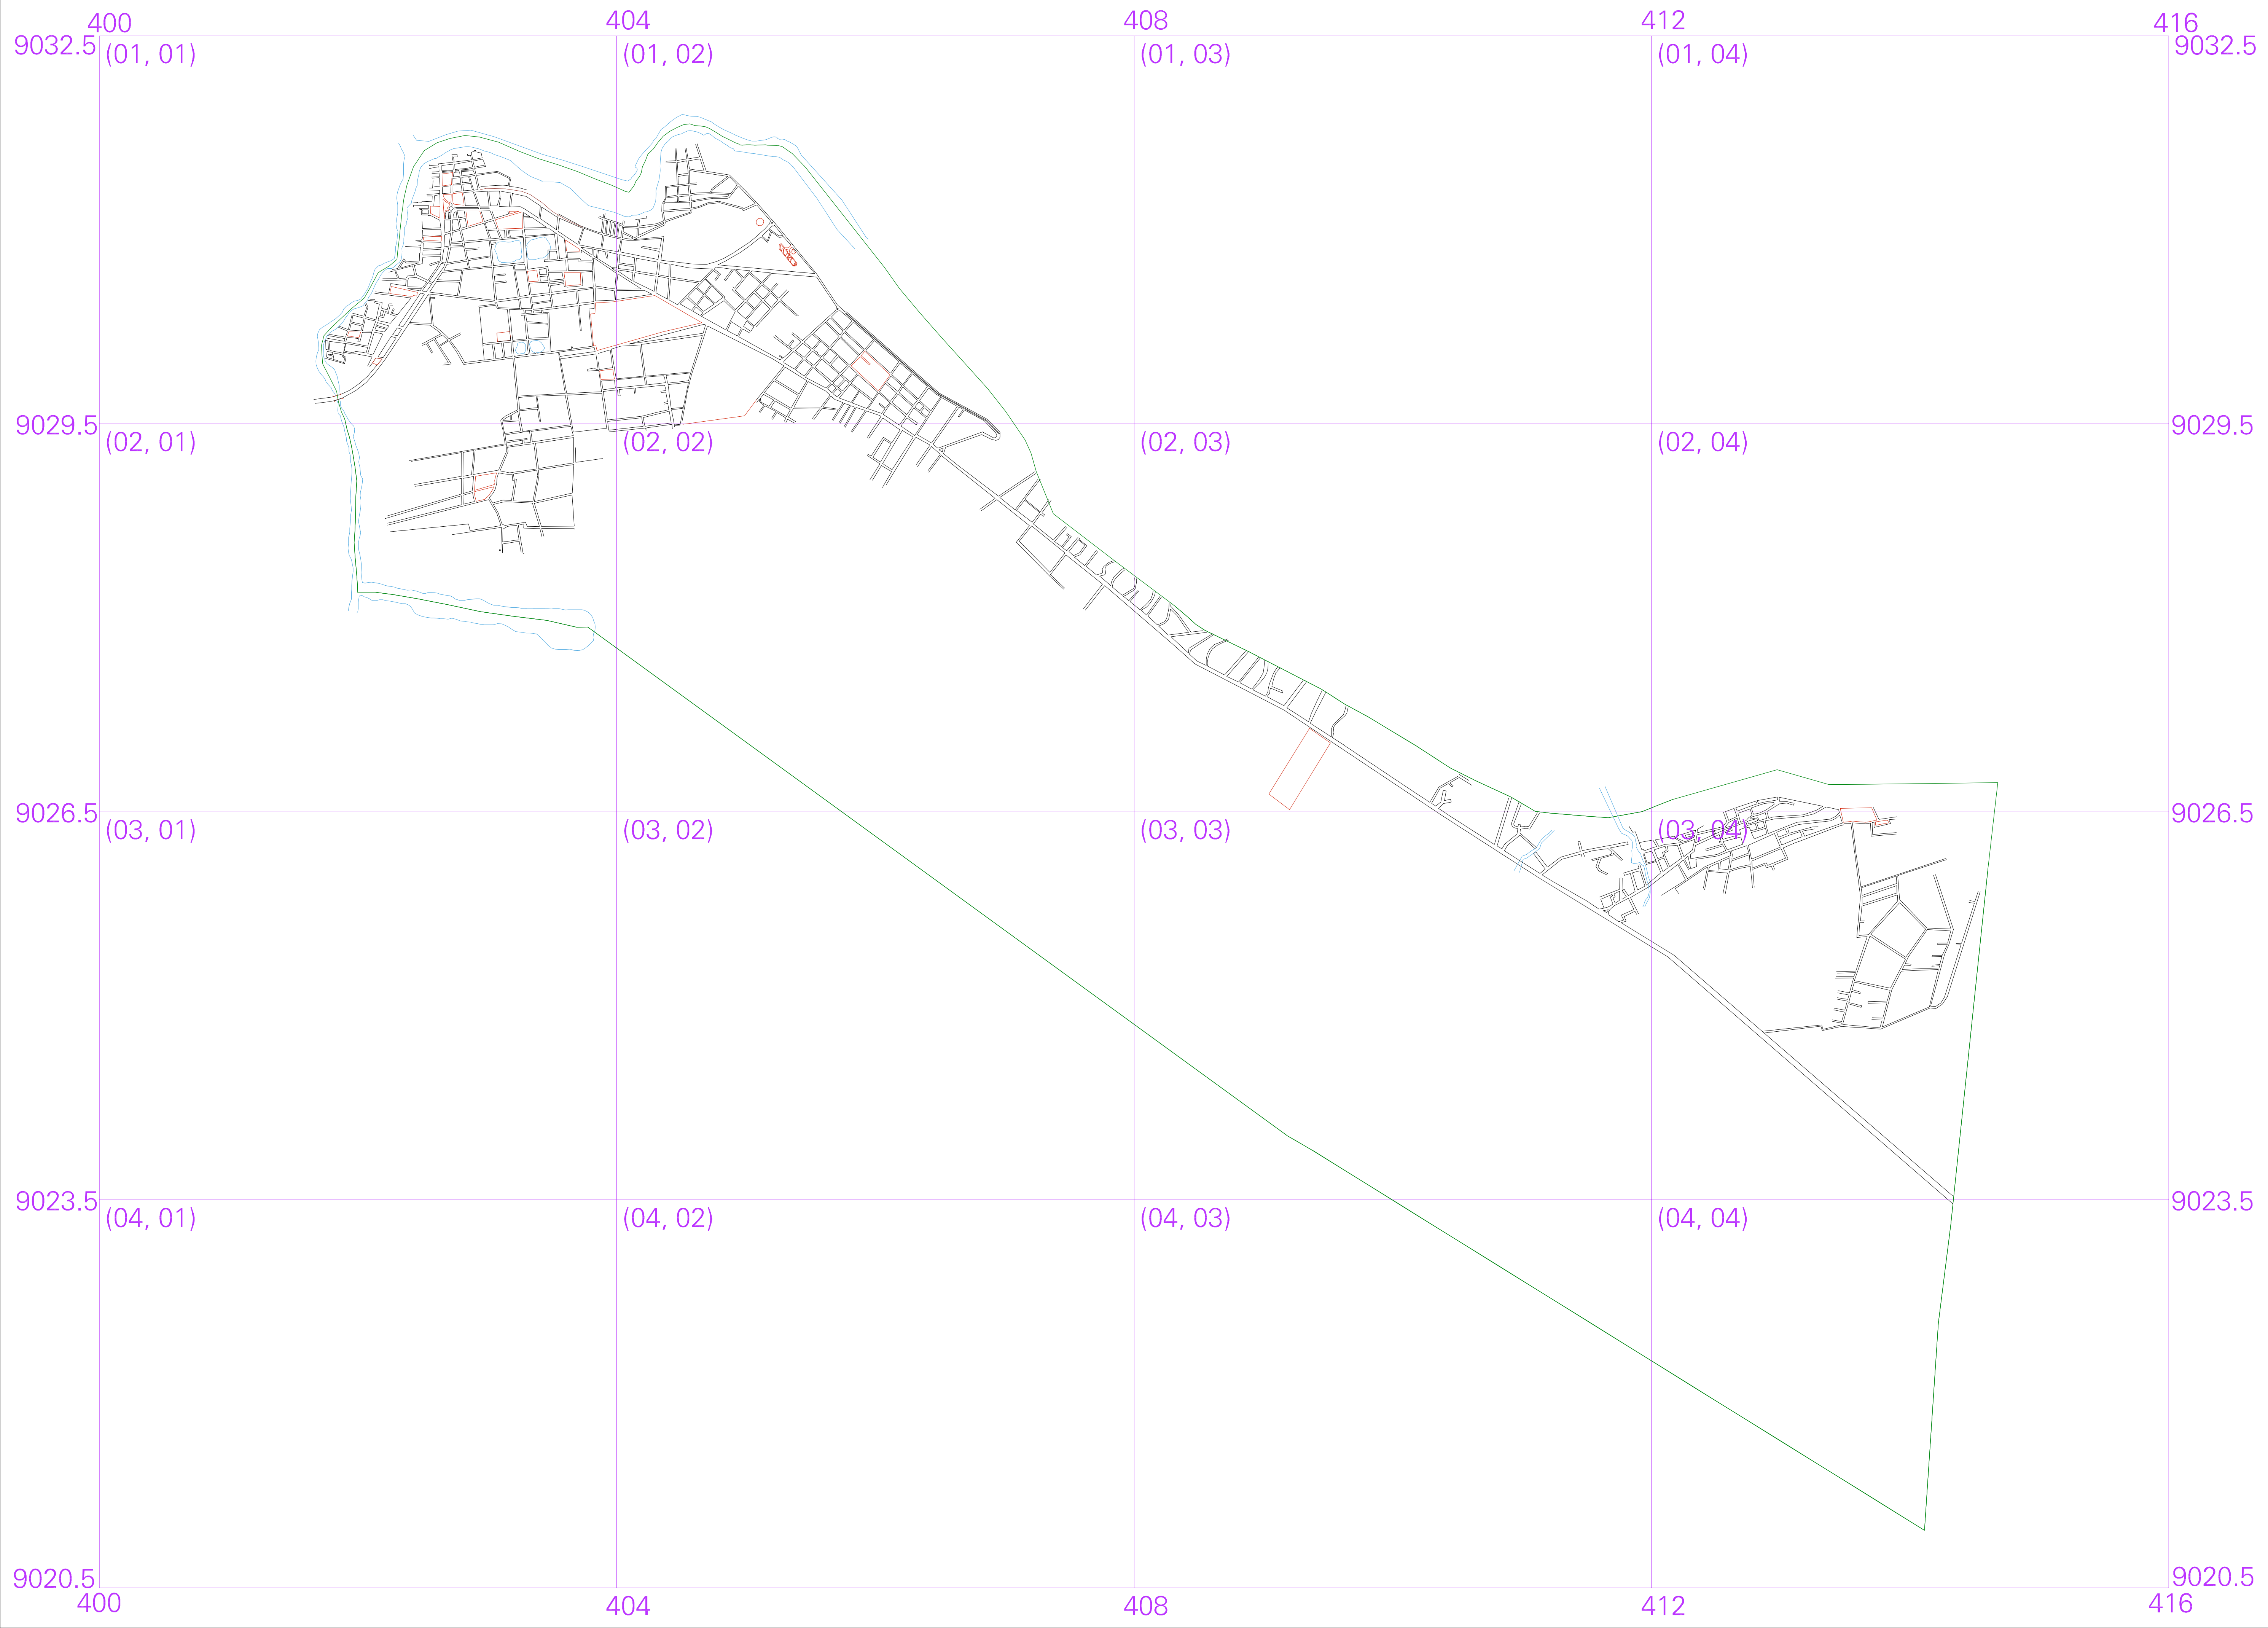 400 404 408 412 416
9032.5 9032.5
(01, 01) (01, 02) (01, 03) (01, 04)
9029.5 9029.5
(02, 01) (02, 02) (02, 03) (02, 04)
9026.5 9026.5
(03, 01) (03, 02) (03, 03) (03, 04)
9023.5 9023.5
(04, 01) (04, 02) (04, 03) (04, 04)
9020.5 9020.5
400 404 408 412 416